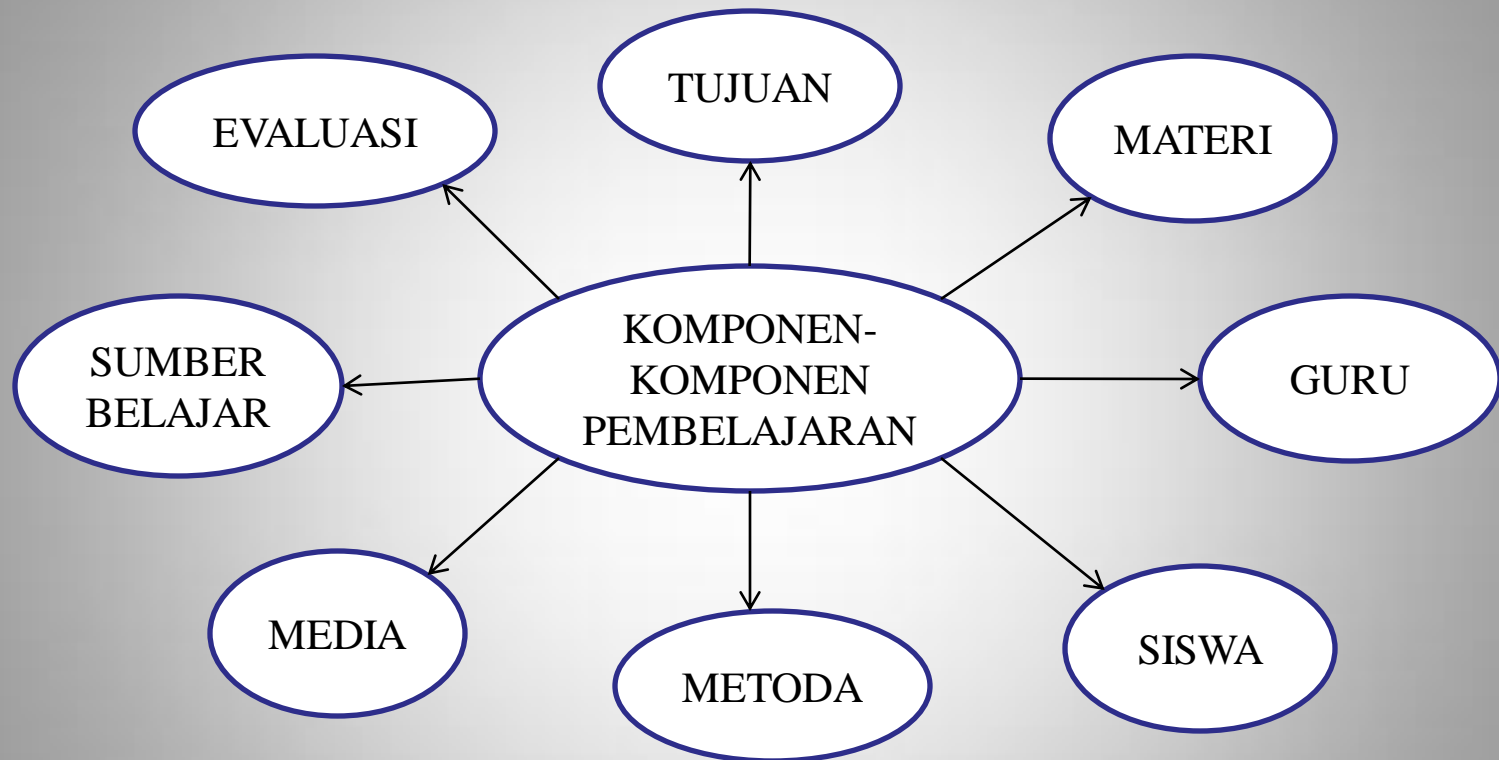 TUJUAN
EVALUASI
MATERI
KOMPONEN-
KOMPONEN
PEMBELAJARAN
SUMBER
BELAJAR
GURU
MEDIA
METODA
SISWA